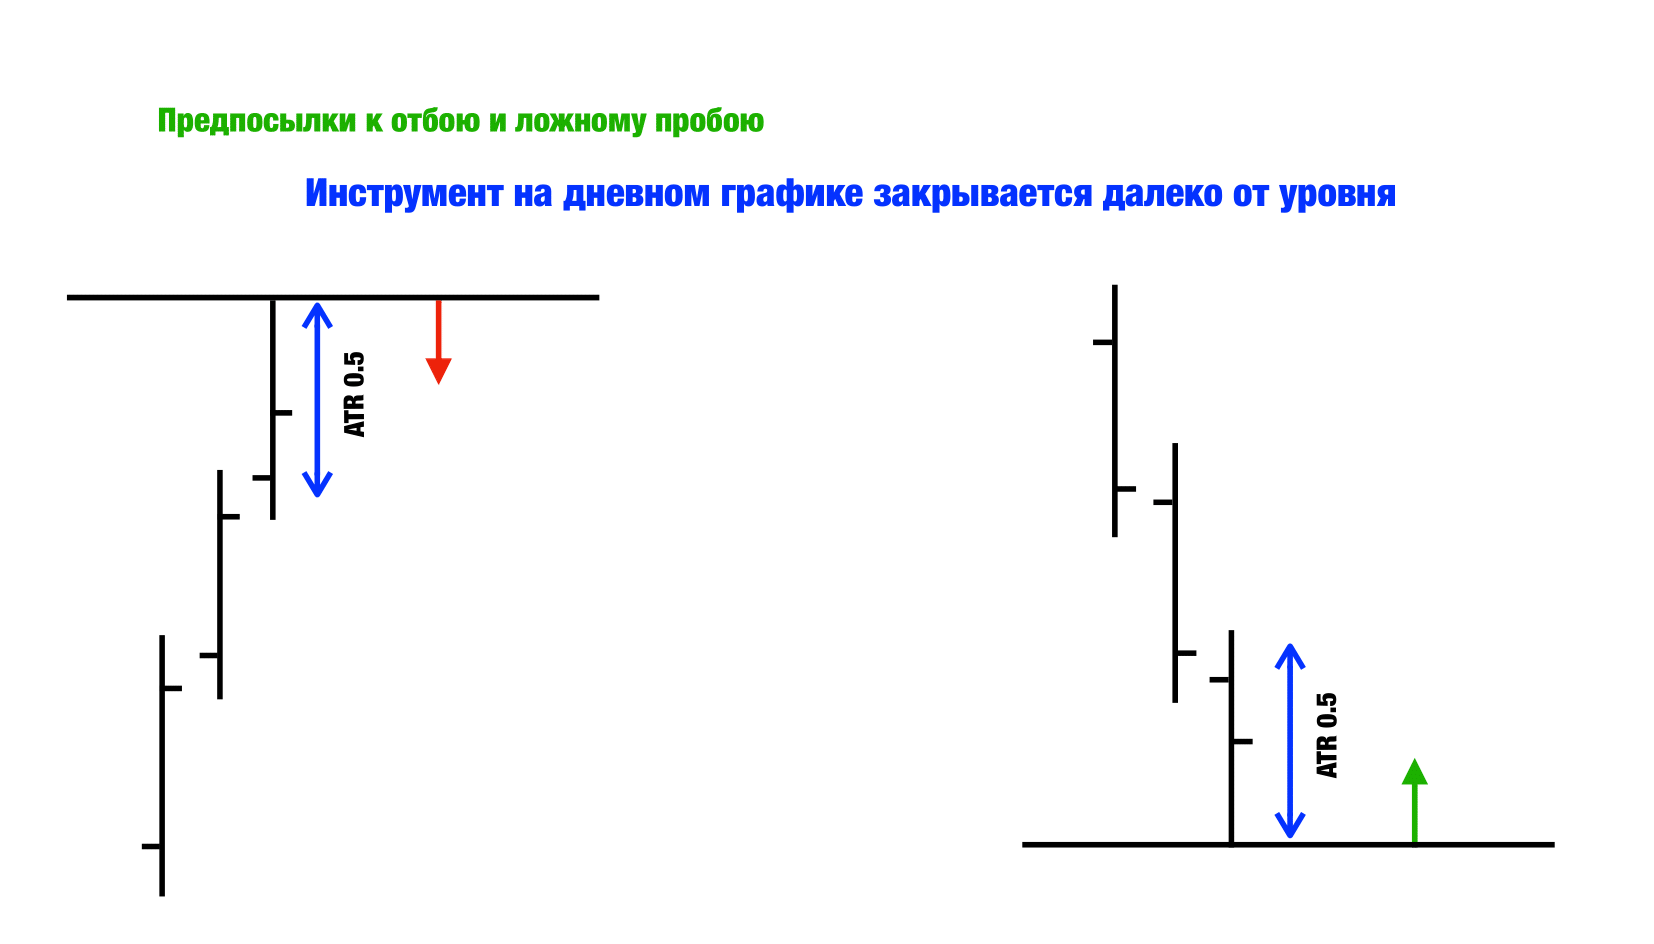 Предпосылки к отбою и ложному пробою
Инструмент на дневном графике закрывается далеко от уровня
ATR 0.5
ATR 0.5